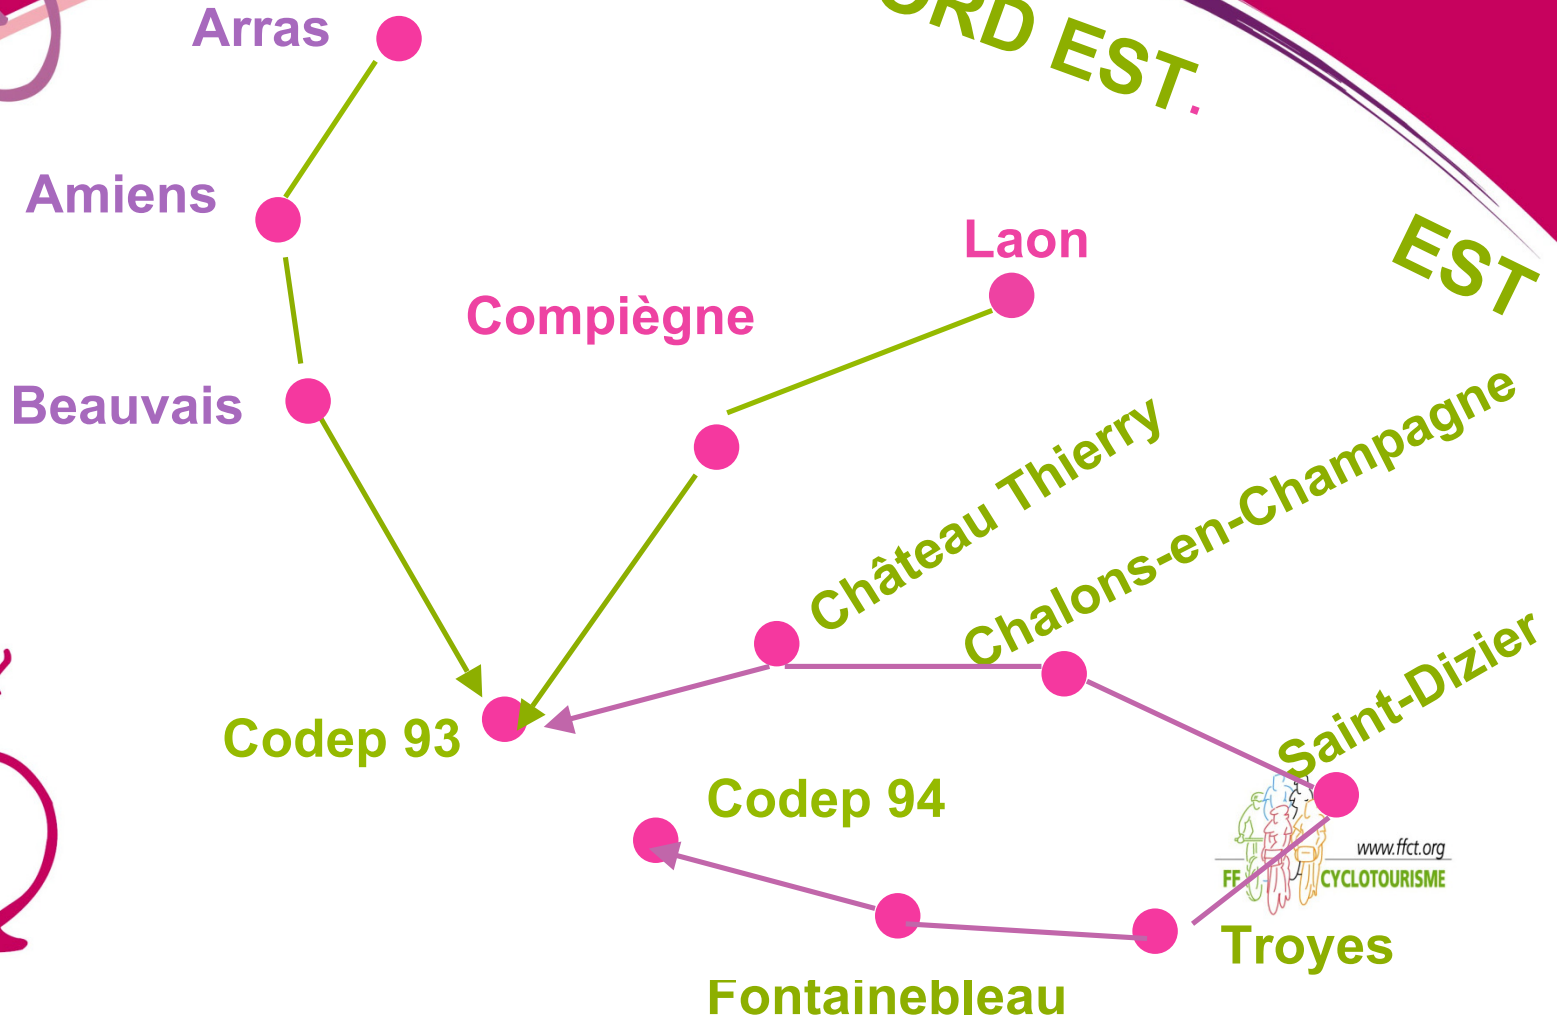 Arras
EST.
Amiens
Laon
EST
Compiègne
Beauvais
Château Thierry
Chalons-en-Champagne
Saint-Dizier
Codep 93
Codep 94
www.ffct.org
FF CYCLOTOURISME
Troyes
Fontainebleau